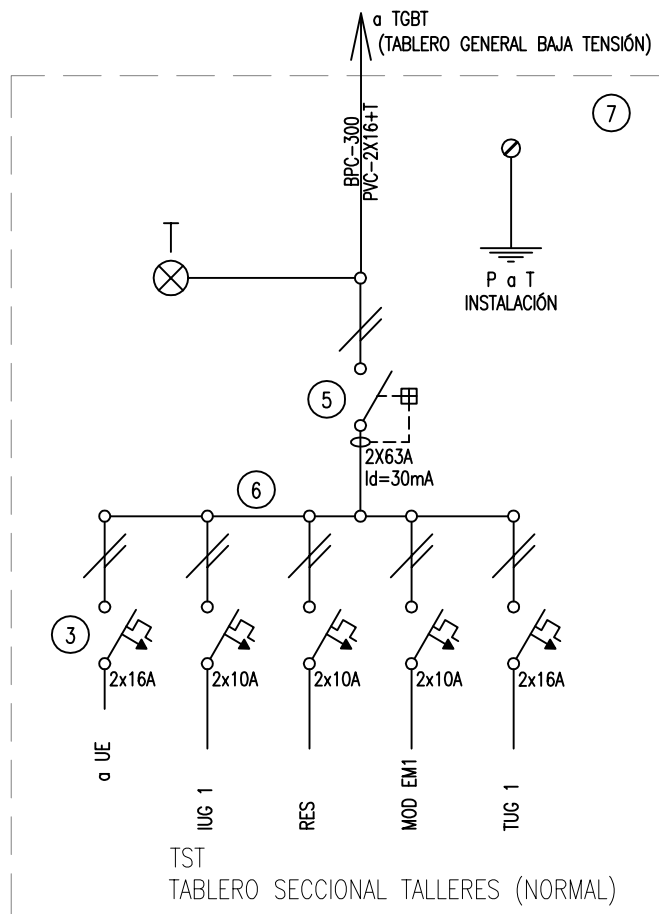 a TGBT
(TABLERO GENERAL BAJA TENSIÓN)
7
BPC-300
PVC-2X16+T
T
P a T
INSTALACIÓN
5
2X63A
Id=30mA
6
3
2x16A
2x10A
2x10A
2x10A
2x16A
a UE
IUG 1
RES
MOD EM1
TUG 1
TST
TABLERO SECCIONAL TALLERES (NORMAL)